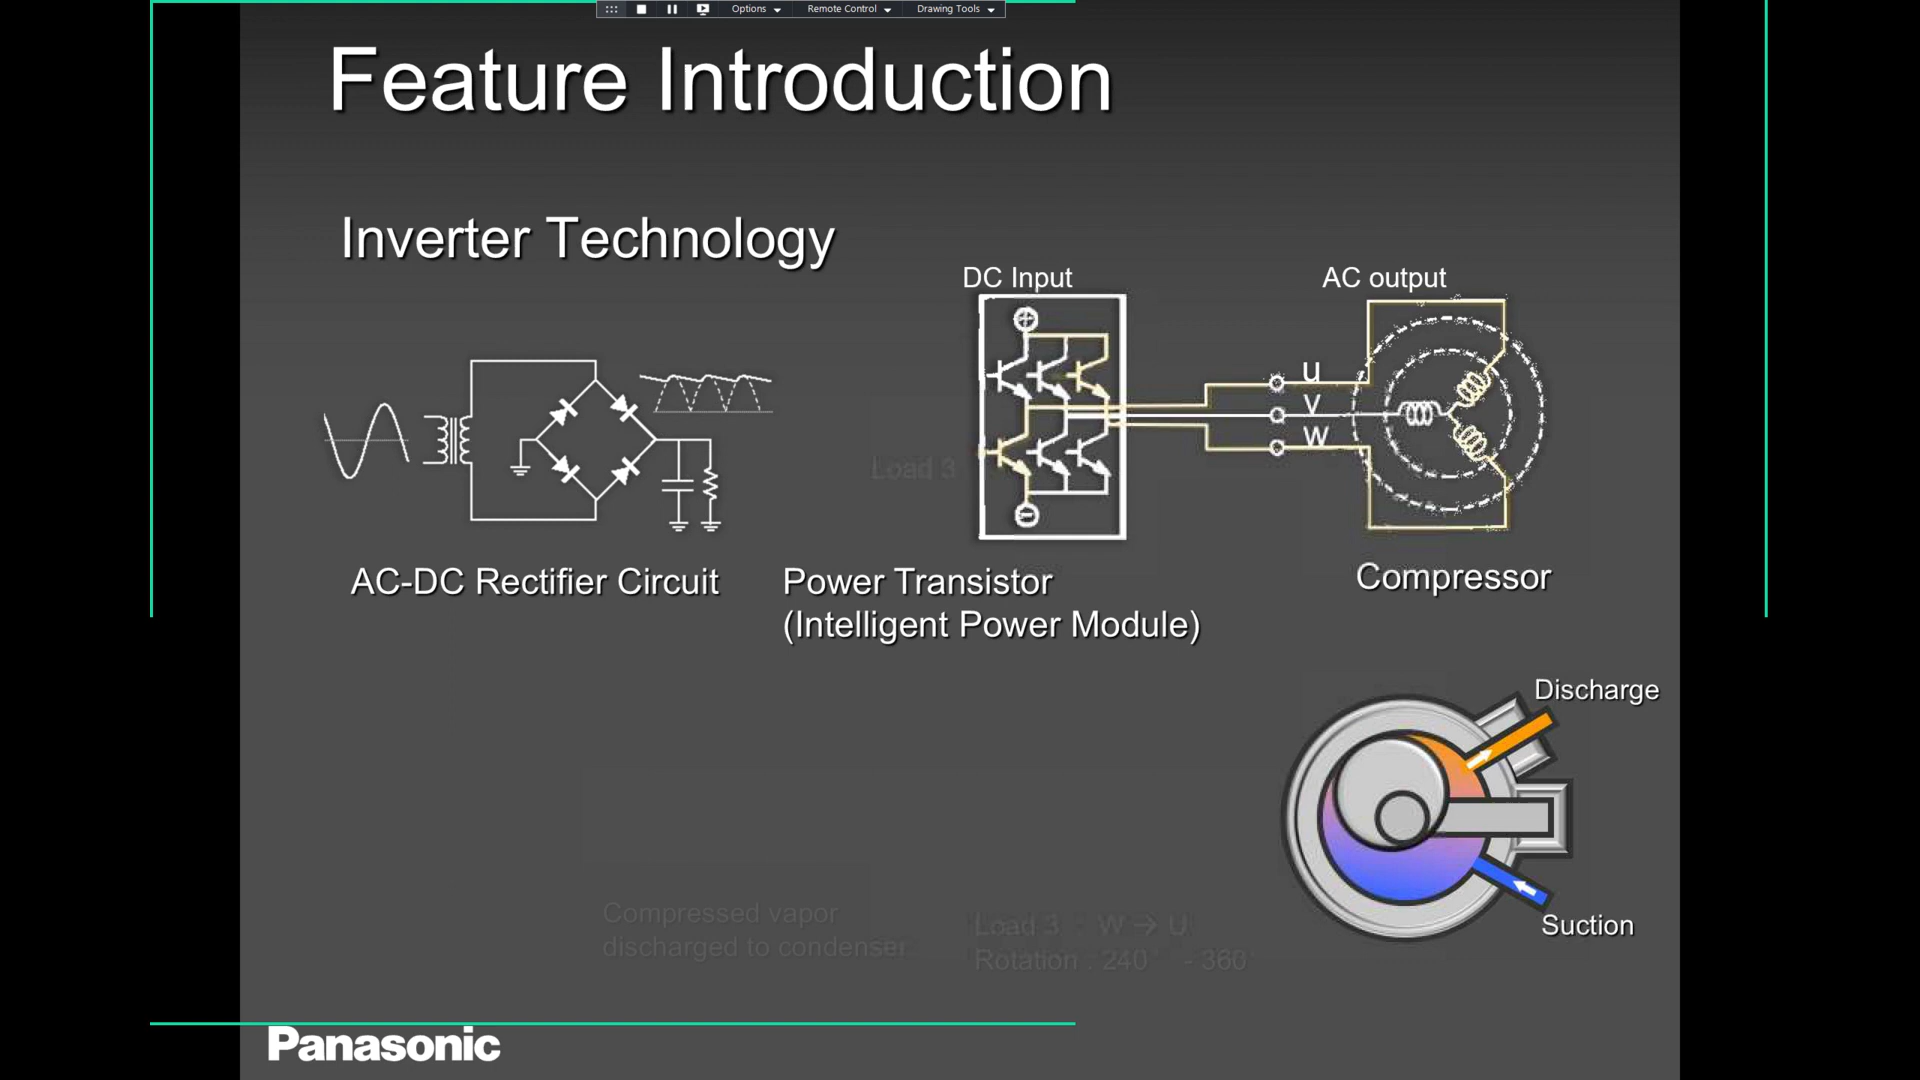 Options
Remote Control
Drawing Tools
Feature Introduction
Inverter Technology
DC Input
AC output
U
V
W
Load 3
AC-DC Rectifier Circuit
Power Transistor
(Intelligent Power Module)
Compressor
Discharge
Suction
Compressed vapor
discharged to condenser
Load 3 : W → U
Rotation : 240° - 360°
Panasonic